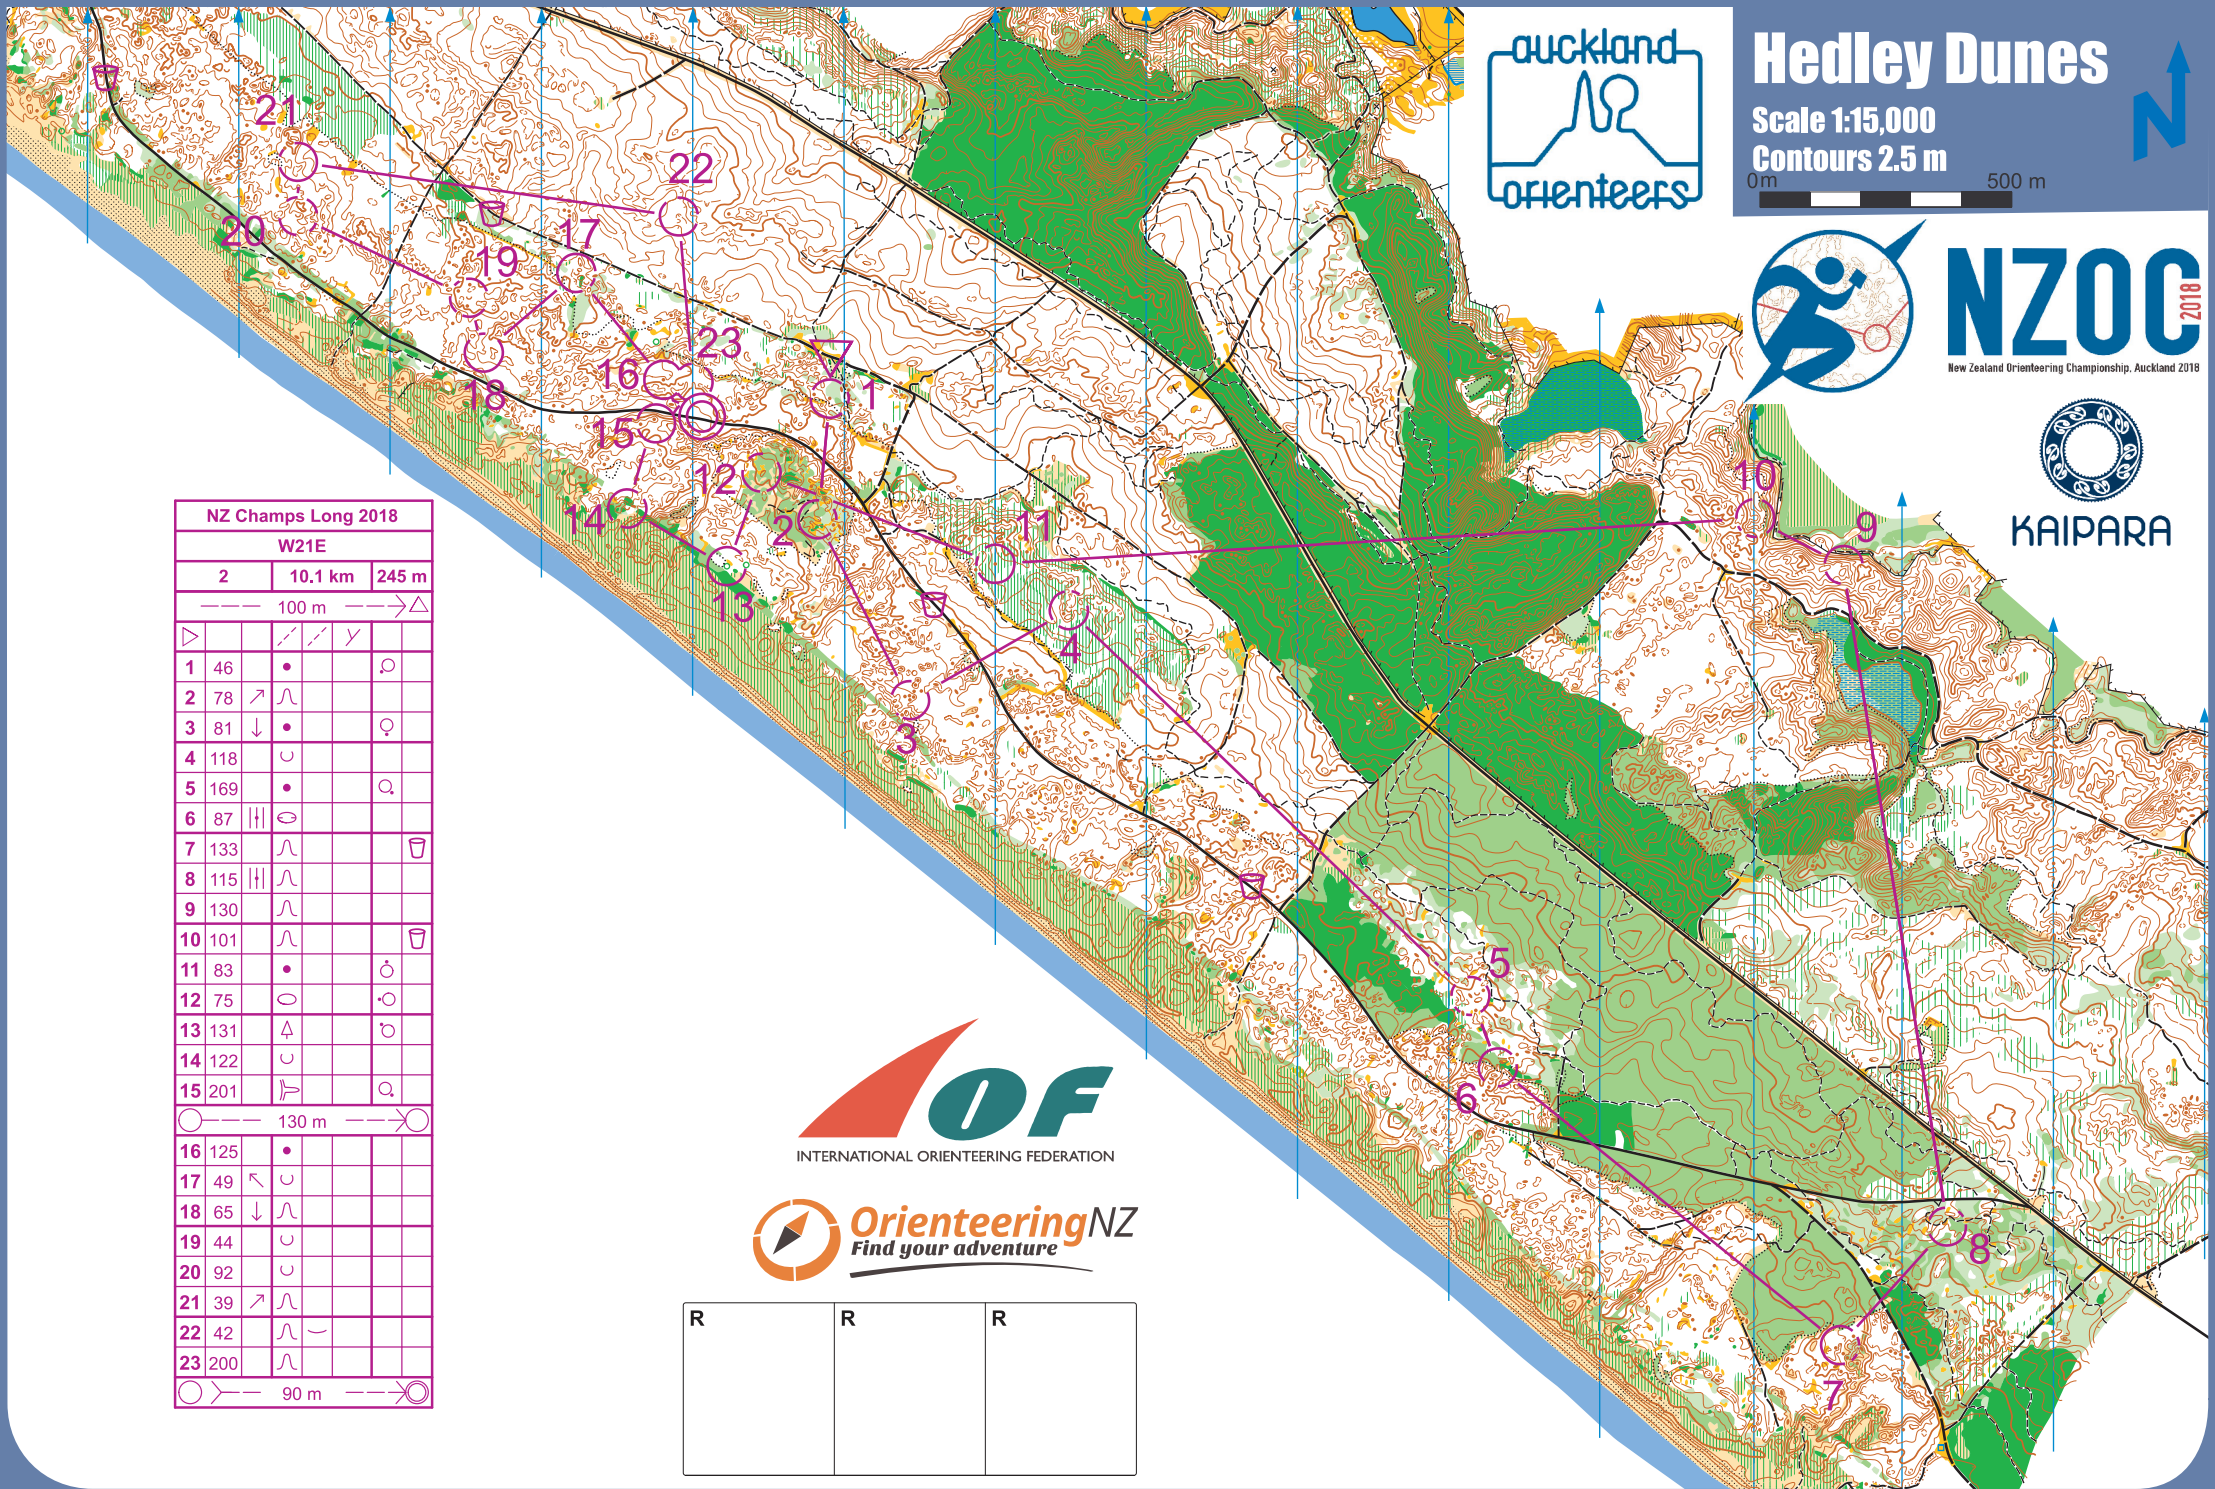 Hedley Dunes
Scale 1:15,000
Contours 2.5 m
0m 500 m
N
auckland
orienteers
NZOC
2018
New Zealand Orienteering Championship, Auckland 2018
KAIPARA
21
22
20
19
17
23
16
18
15
1
12
14
2
11
13
4
3
10
9
5
6
8
7
NZ Champs Long 2018
W21E
2 10.1 km 245 m
100 m
1 46
2 78
3 81
4 118
5 169
6 87
7 133
8 115
9 130
10 101
11 83
12 75
13 131
14 122
15 201
130 m
16 125
17 49
18 65
19 44
20 92
21 39
22 42
23 200
90 m
IOF
INTERNATIONAL ORIENTEERING FEDERATION
OrienteeringNZ
Find your adventure
R R R